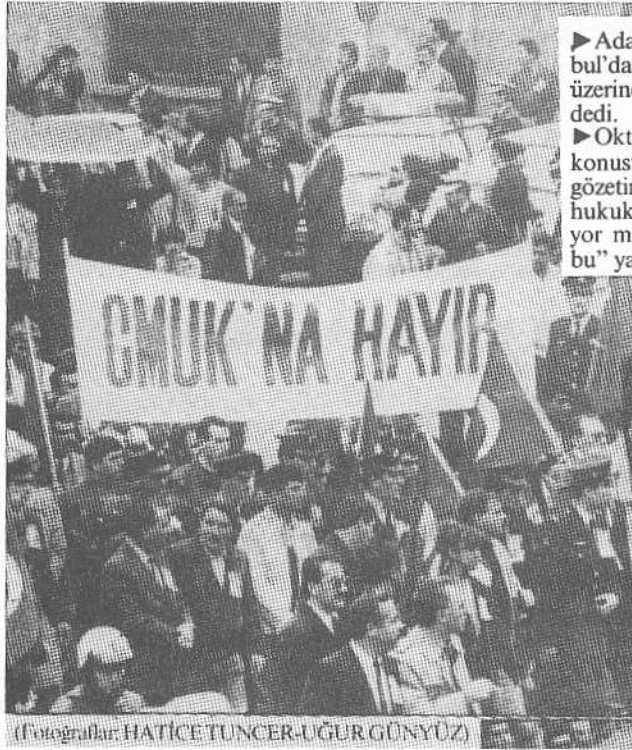 ▶Ada
bul'da
üzerin
dedi.
▶Okt
konus
gözetin
hukuk
yor m
bu” ya
CMUK'NA HAYIR
(Fotoğraflar: HATİCE TUNCER-UĞUR GÜNYÜZ)